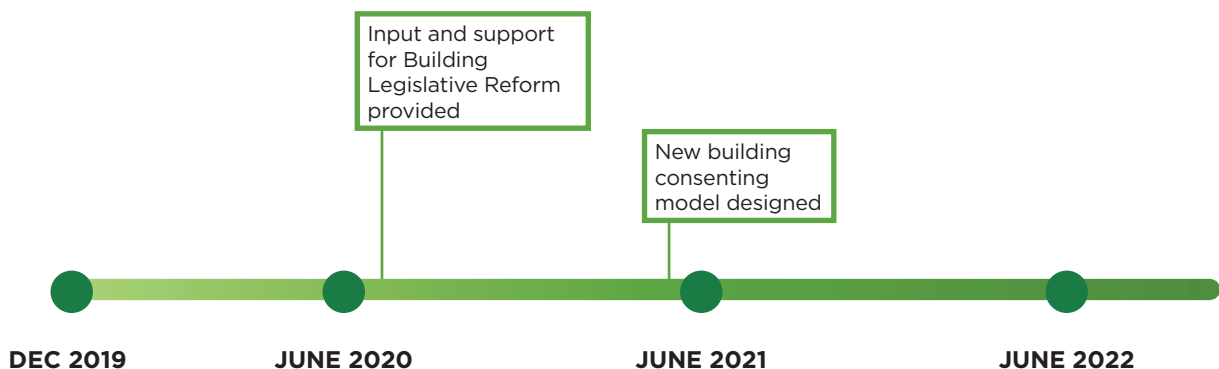 Input and support
for Building
Legislative Reform
provided
New building
consenting
model designed
DEC 2019
JUNE 2020
JUNE 2021
JUNE 2022